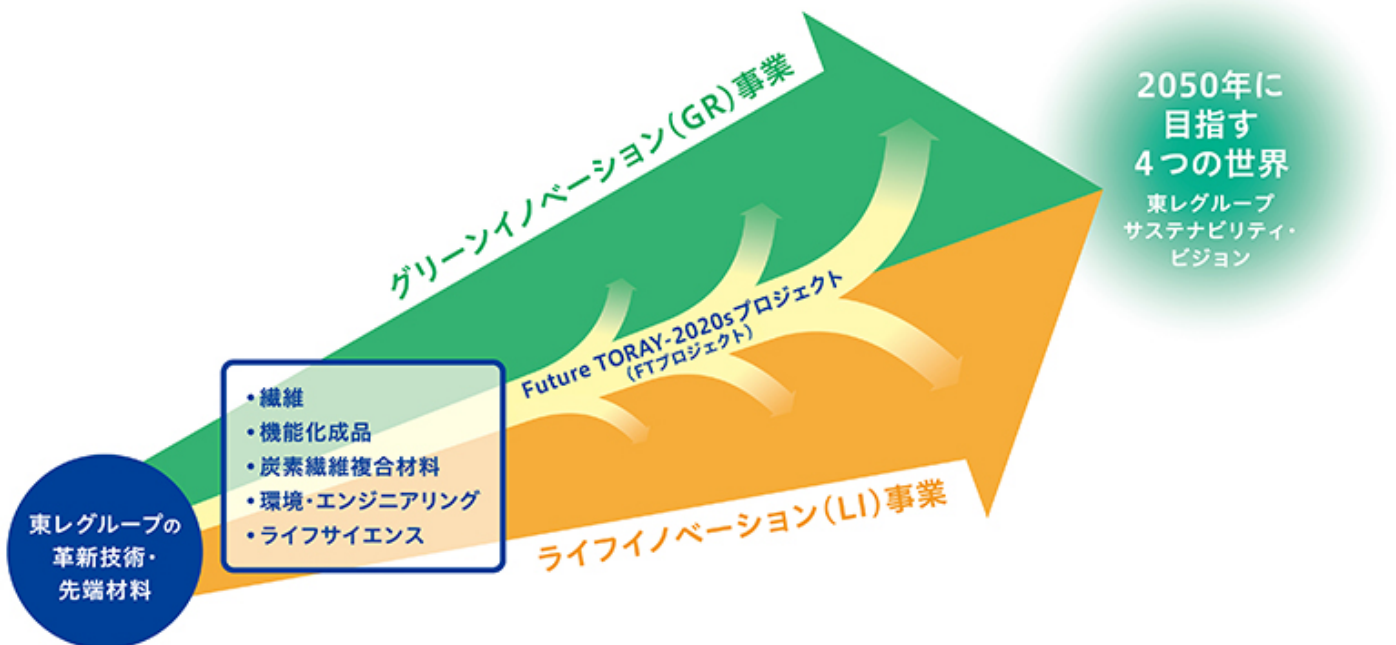 グリーンイノベーション(GR)事業
2050年に
目指す
4つの世界
東レグループ
サステナビリティ・
ビジョン
Future TORAY-2020sプロジェクト
(FTプロジェクト)
・繊維
・機能化成品
・炭素繊維複合材料
・環境・エンジニアリング
・ライフサイエンス
東レグループの
革新技術・
先端材料
ライフイノベーション(LI)事業